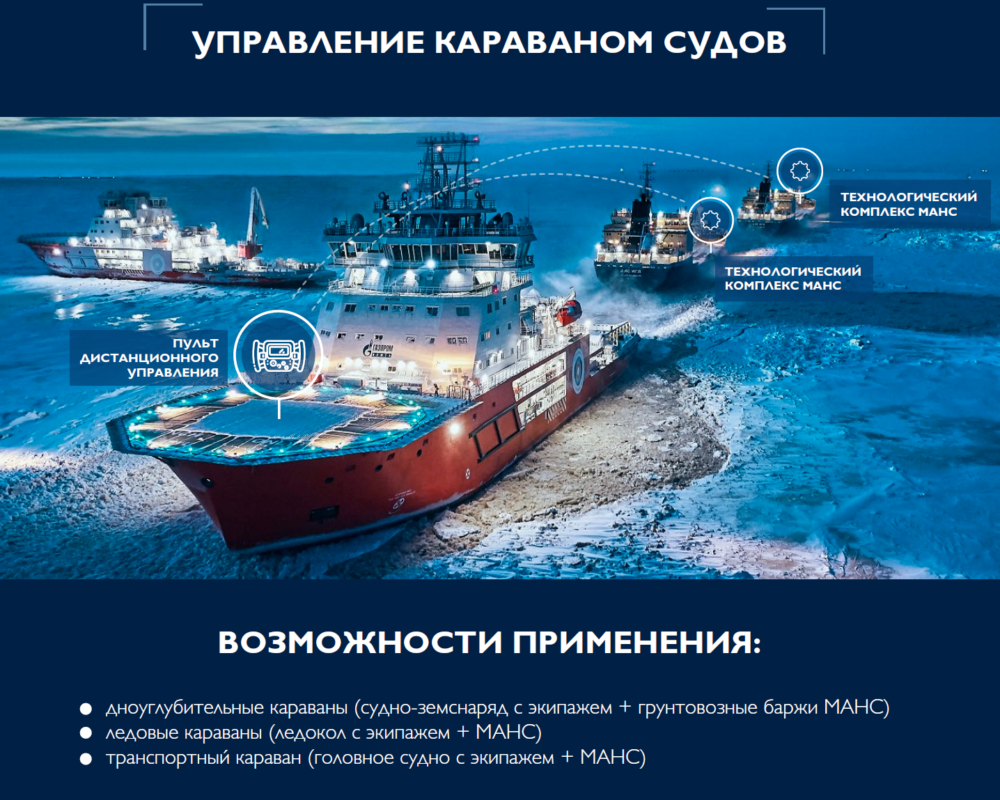 УПРАВЛЕНИЕ КАРАВАНОМ СУДОВ
ТЕХНОЛОГИЧЕСКИЙ
КОМПЛЕКС МАНС
ТЕХНОЛОГИЧЕСКИЙ
КОМПЛЕКС МАНС
ПУЛЬТ
ДИСТАНЦИОННОГО
УПРАВЛЕНИЯ
ГАЗПРОМ
НЕФТЬ
ВОЗМОЖНОСТИ ПРИМЕНЕНИЯ:
дноуглубительные караваны (судно-земснаряд с экипажем + грунтовозные баржи МАНС)
ледовые караваны (ледокол с экипажем + МАНС)
транспортный караван (головное судно с экипажем + МАНС)